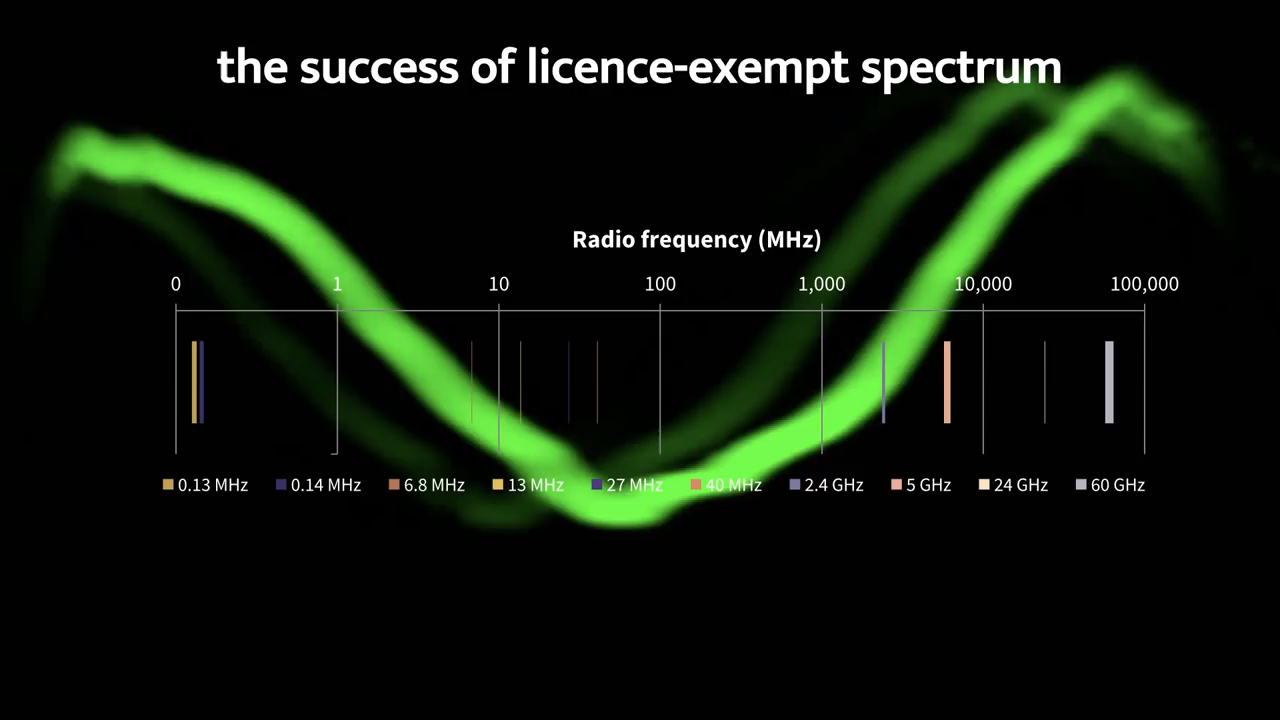 the success of licence-exempt spectrum
Radio frequency (MHz)
0 1 10 100 1,000 10,000 100,000
0.13 MHz 0.14 MHz 6.8 MHz 13 MHz 27 MHz 40 MHz 2.4 GHz 5 GHz 24 GHz 60 GHz